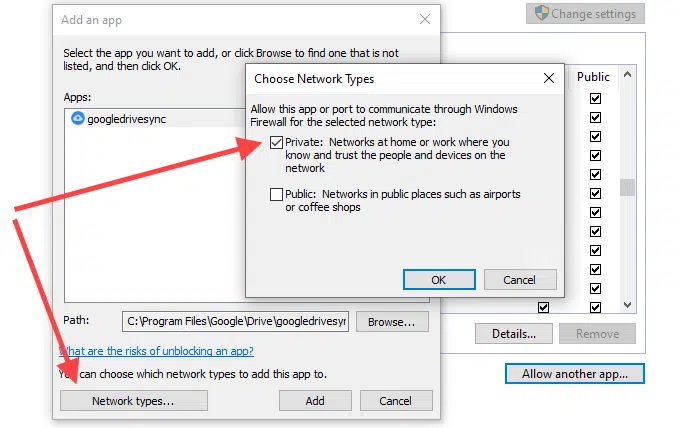 Add an app
Change settings
Select the app you want to add, or click Browse to find one that is not
listed, and then click OK.
Apps:
googledrivesync
Choose Network Types
Allow this app or port to communicate through Windows
Firewall for the selected network type:
Private: Networks at home or work where you
know and trust the people and devices on the
network
Public: Networks in public places such as airports
or coffee shops
OK
Cancel
Public
Path:
C:\Program Files\Google\Drive\googledrivesyn
Browse...
Details...
Remove
What are the risks of unblocking an app?
You can choose which network types to add this app to.
Allow another app...
Network types...
Add
Cancel